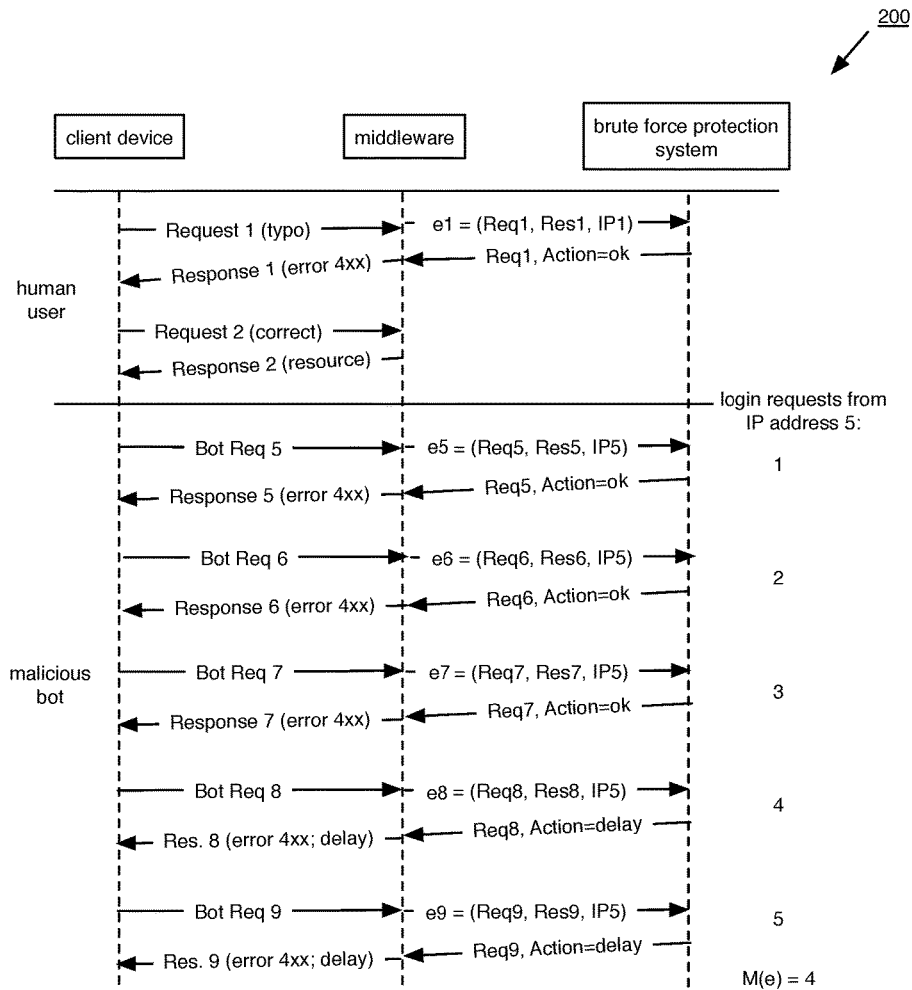 200
client device
middleware
brute force protection
system
Request 1 (typo)
e1 = (Req1, Res1, IP1)
Req1, Action=ok
Response 1 (error 4xx)
human
user
Request 2 (correct)
Response 2 (resource)
login requests from
IP address 5:
Bot Req 5
e5 = (Req5, Res5, IP5)
1
Req5, Action=ok
Response 5 (error 4xx)
Bot Req 6
e6 = (Req6, Res6, IP5)
2
Req6, Action=ok
Response 6 (error 4xx)
malicious
bot
Bot Req 7
e7 = (Req7, Res7, IP5)
3
Req7, Action=ok
Response 7 (error 4xx)
Bot Req 8
e8 = (Req8, Res8, IP5)
4
Req8, Action=delay
Res. 8 (error 4xx; delay)
Bot Req 9
e9 = (Req9, Res9, IP5)
5
Req9, Action=delay
Res. 9 (error 4xx; delay)
M(e) = 4